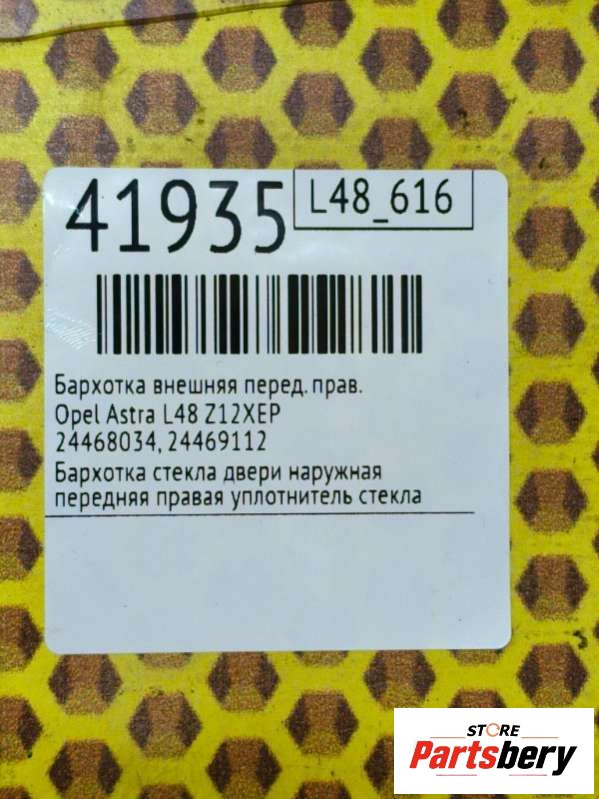 41935
L48_616
Бархотка внешняя перед. прав.
Opel Astra L48 Z12XEP
24468034, 24469112
Бархотка стекла двери наружная
передняя правая уплотнитель стекла
STORE
Partsbery